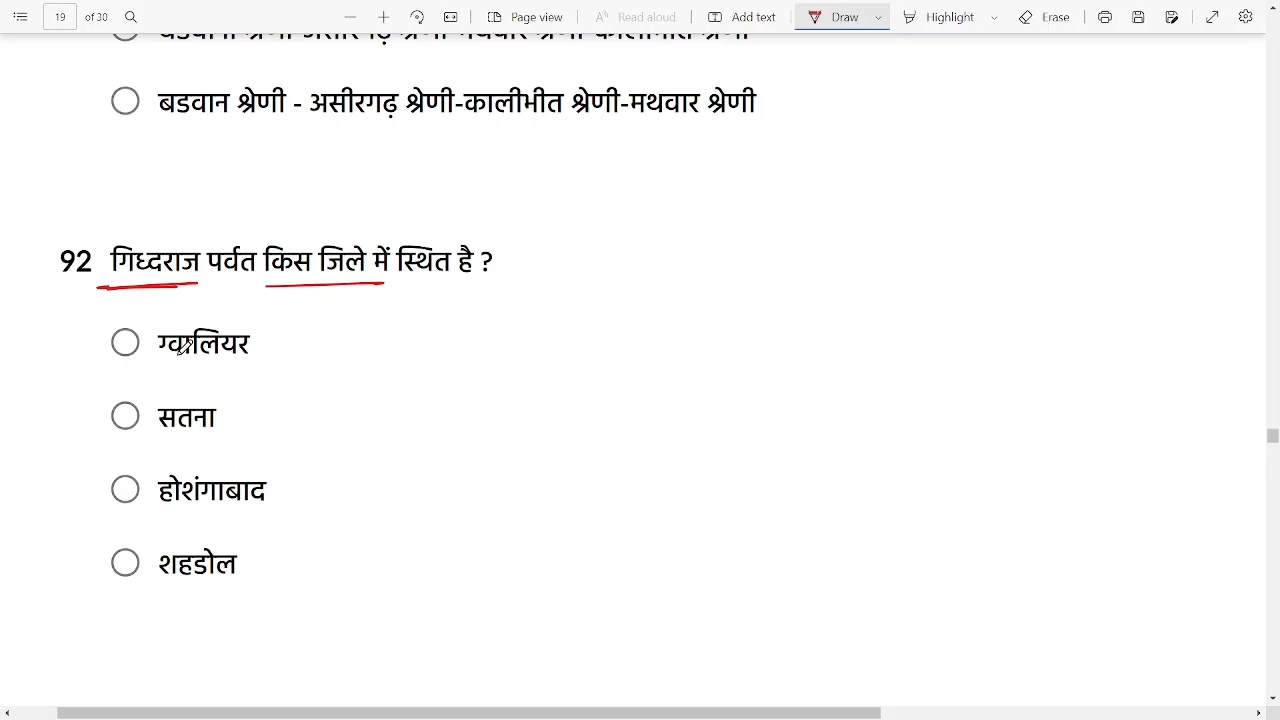 19 of 30 Page view Read aloud Add text Draw Highlight Erase
बडवान श्रेणी - असीरगढ़ श्रेणी-कालीभीत श्रेणी-मथवार श्रेणी
92 गिध्दराज पर्वत किस जिले में स्थित है ?
ग्वालियर
सतना
होशंगाबाद
शहडोल